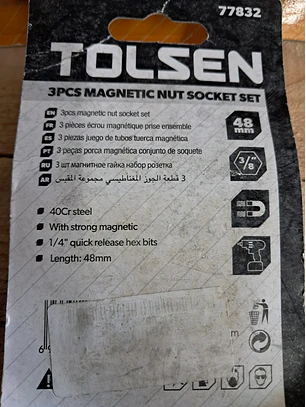 77832
TOLSEN
3PCS MAGNETIC NUT SOCKET SET
EN 3pcs magnetic nut socket set
FR 3 pièces écrou magnétique prise ensemble
ES 3 piezas juego de tubos tuerca magnética
PT 3 peças porca magnética conjunto de soquete
RU 3 шт магнитное гайка набор розетка
AR 3 قطعة الجوز المغناطيسي مجموعة المقبس
48
mm
3/8"
40Cr steel
With strong magnetic
1/4" quick release hex bits
Length: 48mm
6
m